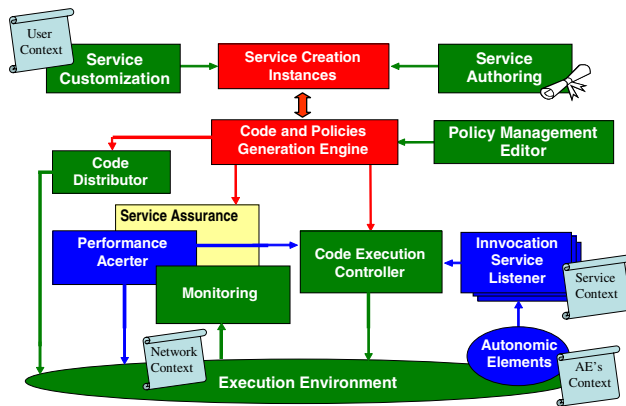 User
Context
Service
Customization
Service Creation
Instances
Service
Authoring
Code and Policies
Generation Engine
Policy Management
Editor
Code
Distributor
Service Assurance
Performance
Acerter
Code Execution
Controller
Innvocation
Service
Listener
Monitoring
Service
Context
Network
Context
Autonomic
Elements
AE's
Context
Execution Environment